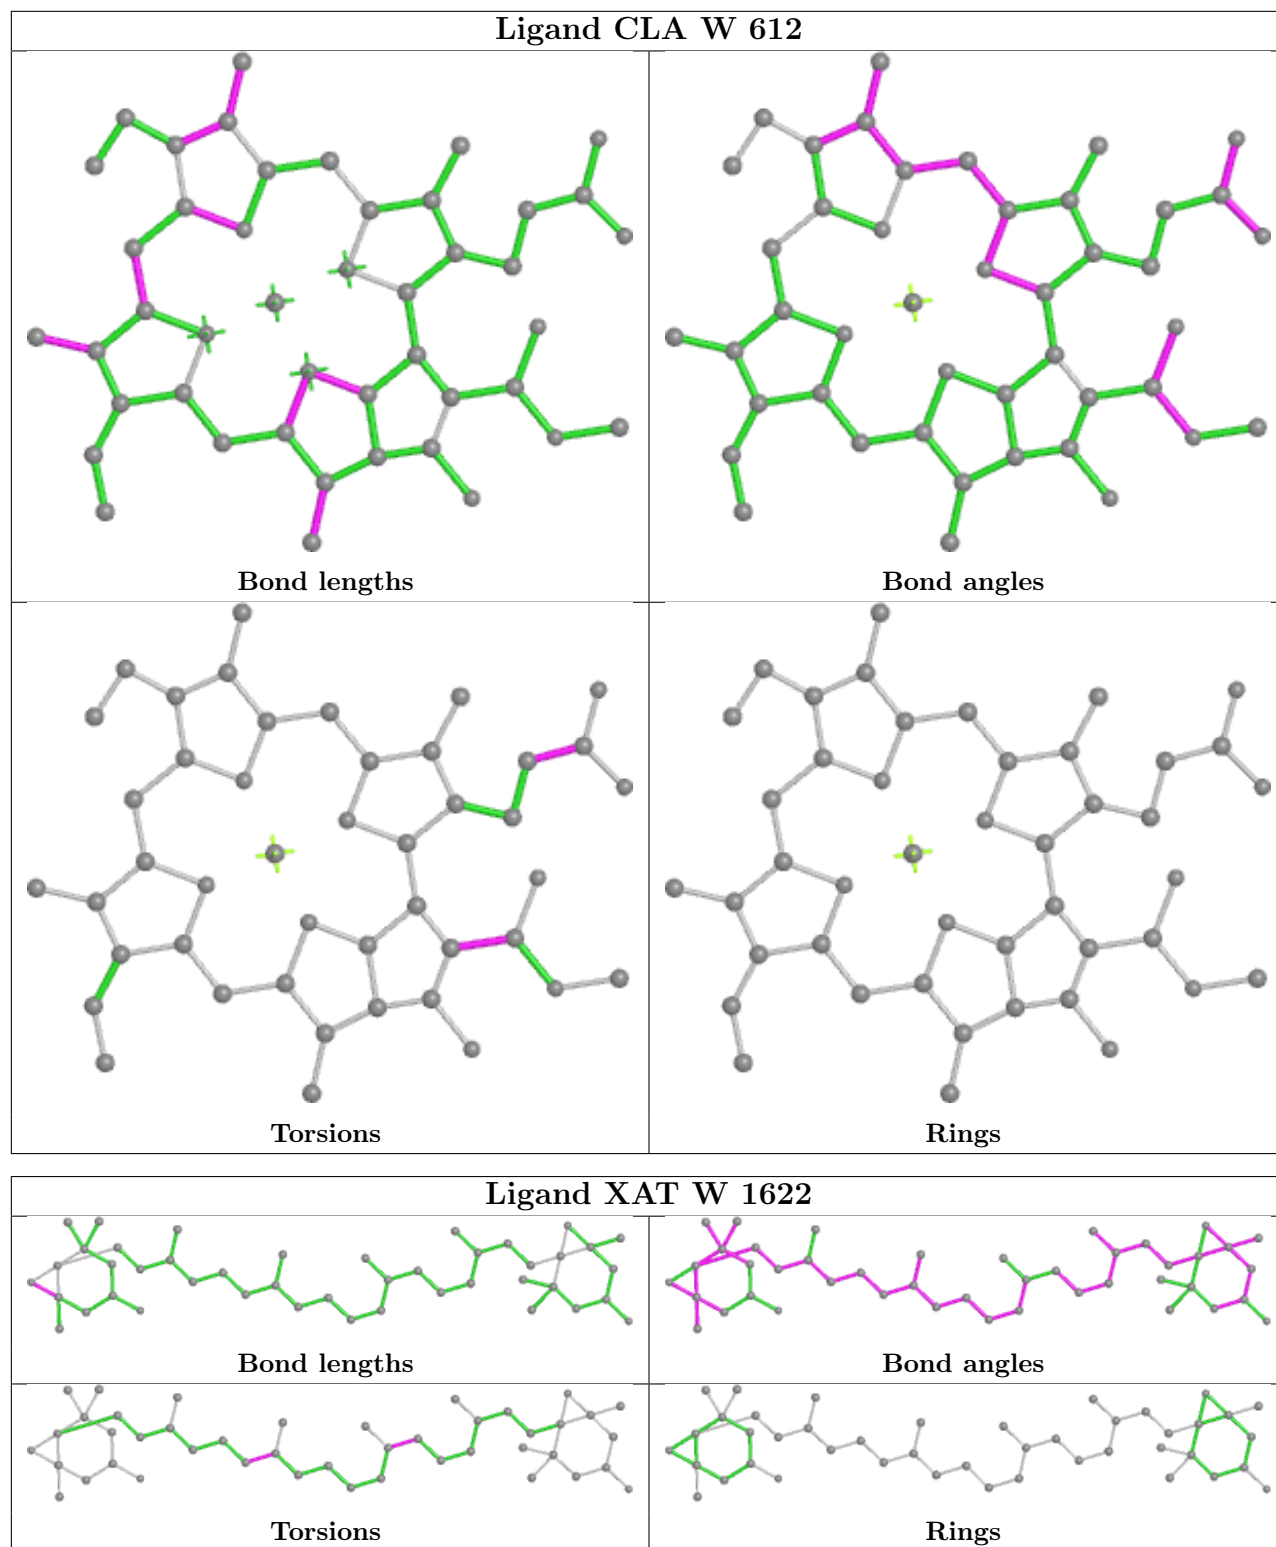 Ligand CLA W 612
Bond lengths
Bond angles
Torsions
Rings
Ligand XAT W 1622
Bond lengths
Bond angles
Torsions
Rings